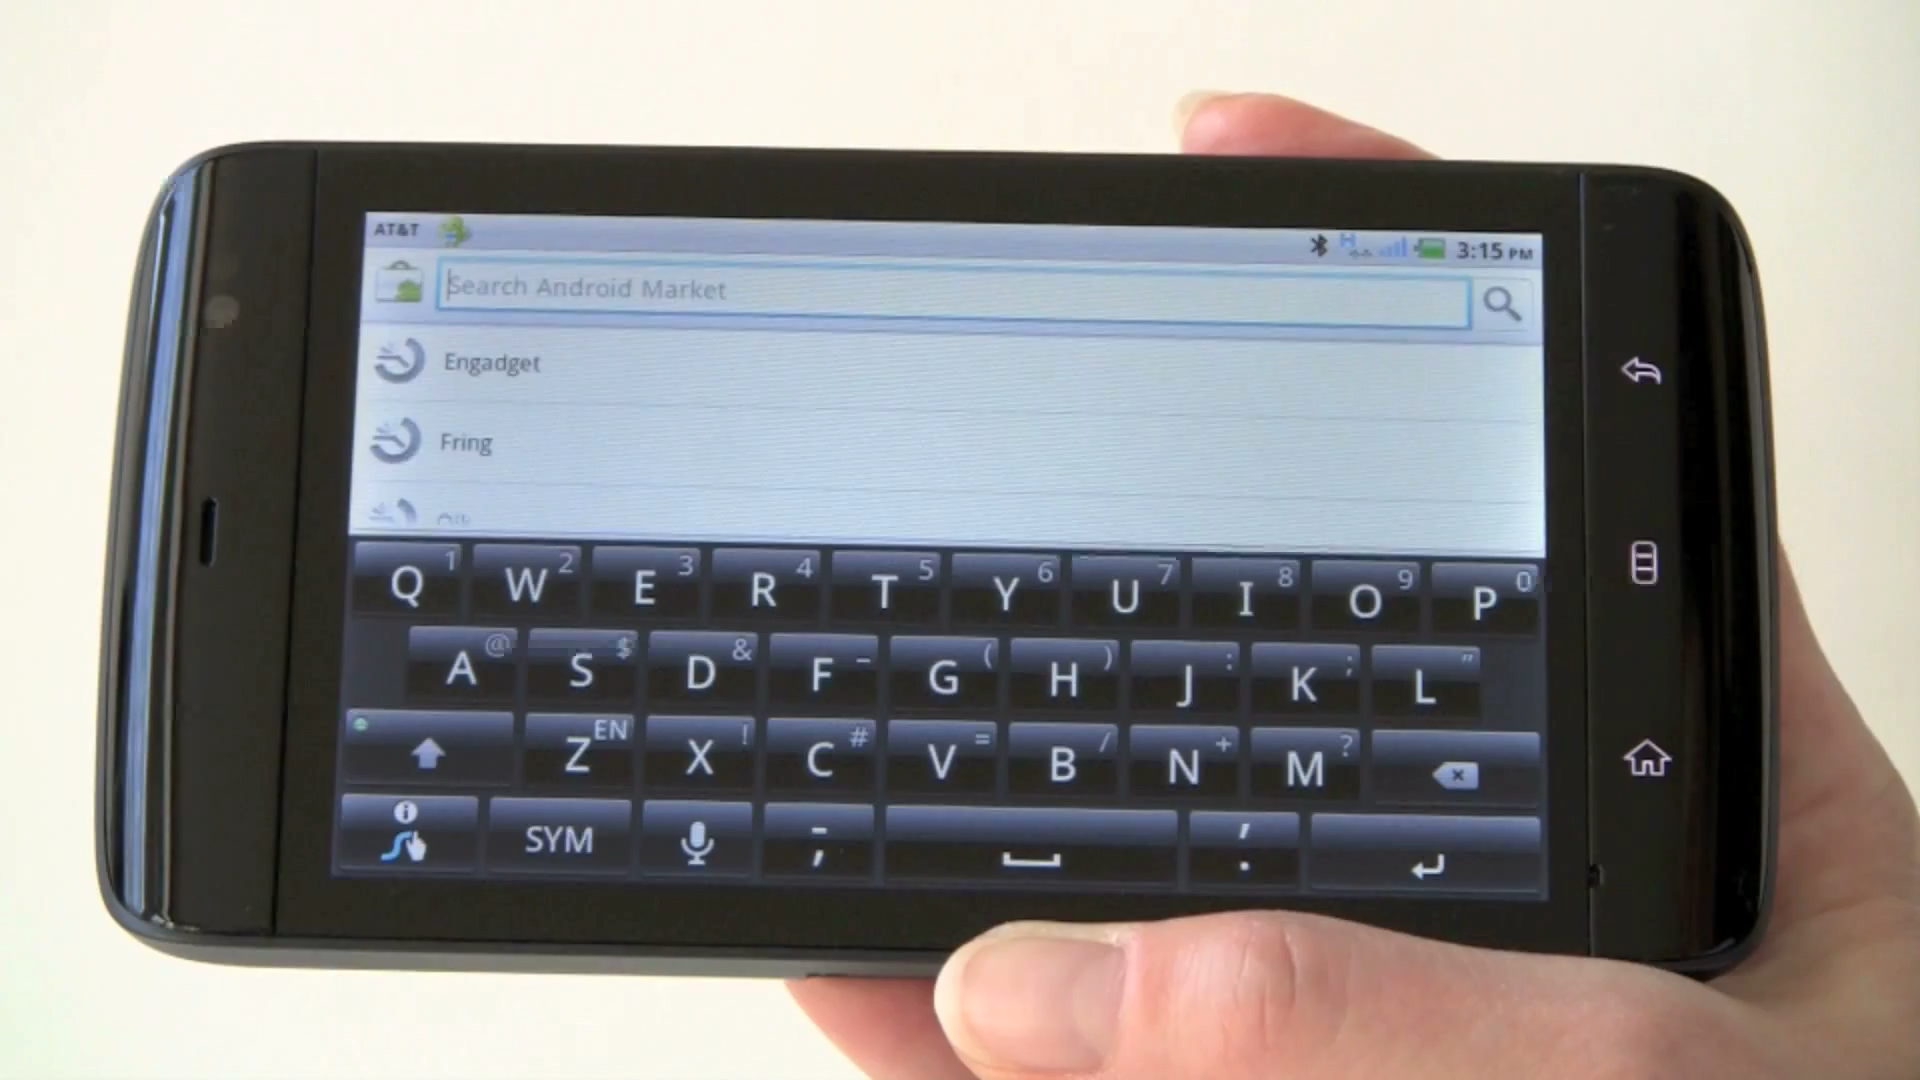 AT&T 3:15 PM
Search Android Market
Engadget
Fring
Q 1 W 2 E 3 R 4 T 5 Y 6 U 7 I 8 O 9 P 0
A @ S $ D & F – G ( H ) J : K ; L "
Z EN X ! C # V = B / N + M ?
SYM - , ' .